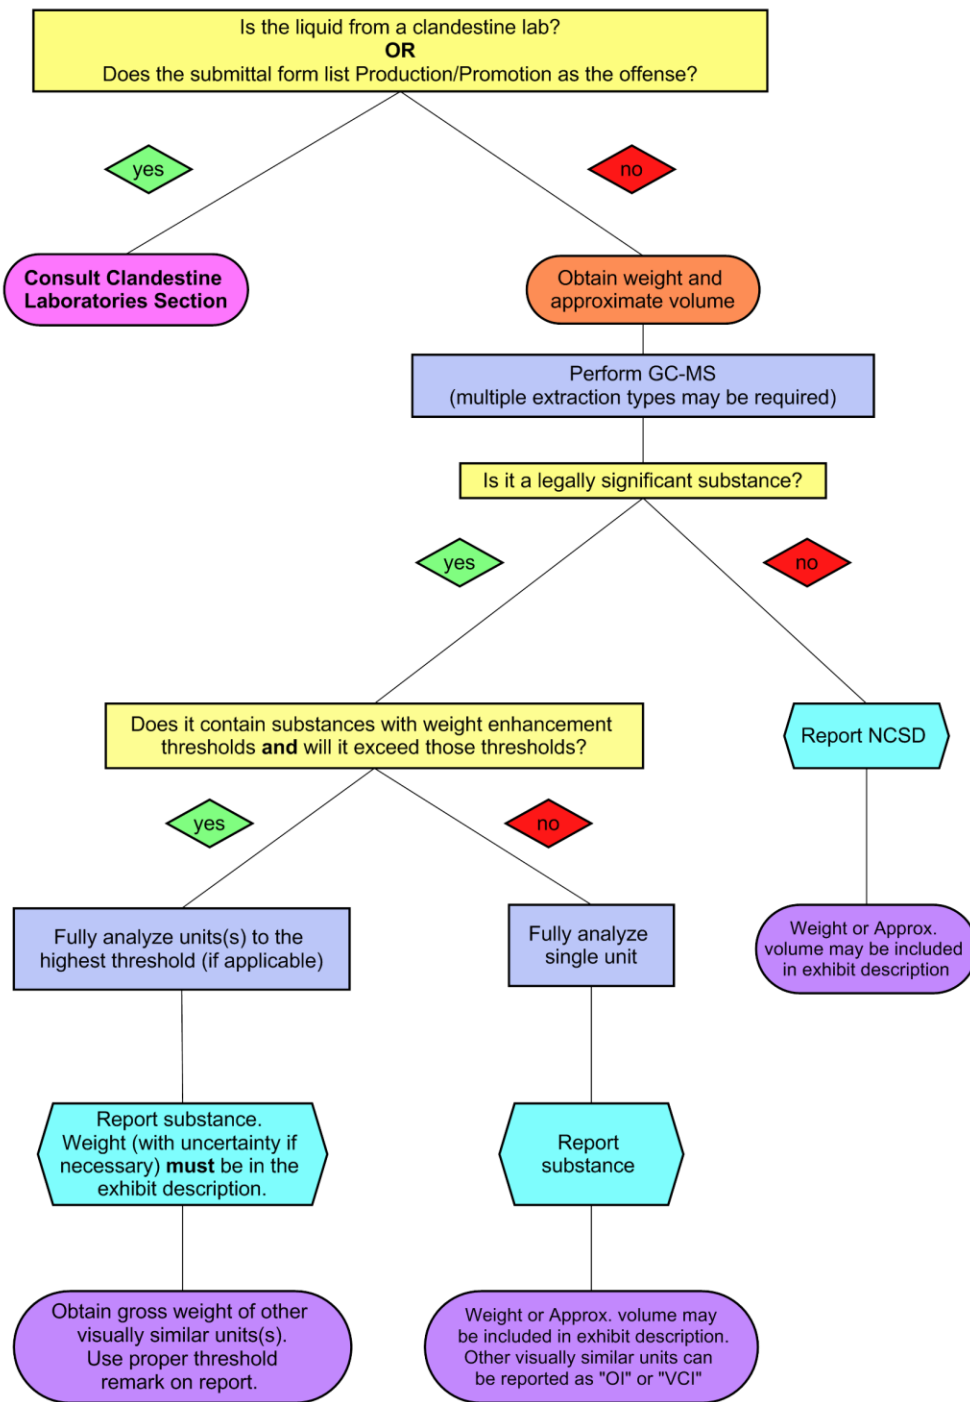 Is the liquid from a clandestine lab?
OR
Does the submittal form list Production/Promotion as the offense?
yes
no
Consult Clandestine
Laboratories Section
Obtain weight and
approximate volume
Perform GC-MS
(multiple extraction types may be required)
Is it a legally significant substance?
yes
no
Does it contain substances with weight enhancement
thresholds and will it exceed those thresholds?
Report NCSD
yes
no
Fully analyze units(s) to the
highest threshold (if applicable)
Fully analyze
single unit
Weight or Approx.
volume may be included
in exhibit description
Report substance.
Weight (with uncertainty if
necessary) must be in the
exhibit description.
Report
substance
Obtain gross weight of other
visually similar units(s).
Use proper threshold
remark on report.
Weight or Approx. volume may
be included in exhibit description.
Other visually similar units can
be reported as "OI" or "VCI"